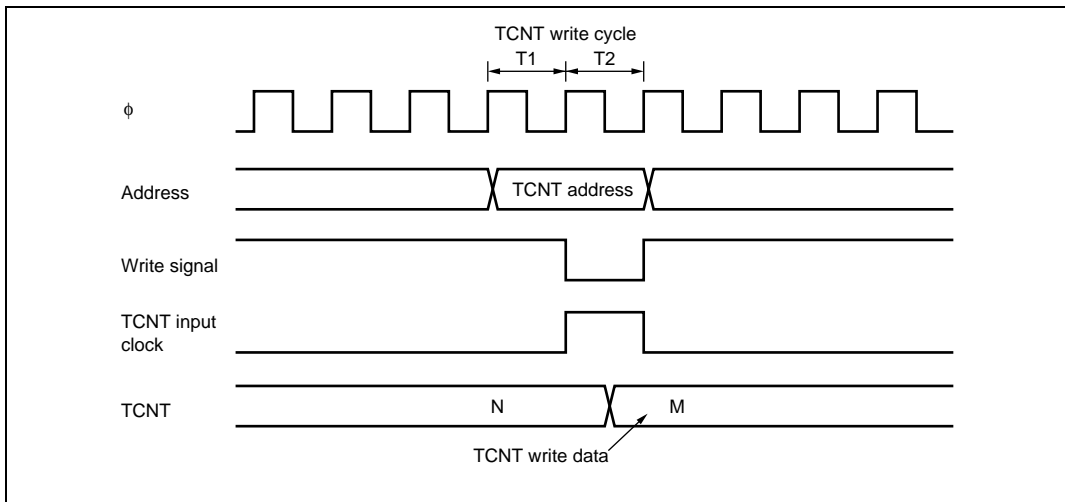 TCNT write cycle
T1 T2
ϕ
Address
TCNT address
Write signal
TCNT input
clock
TCNT
N M
TCNT write data